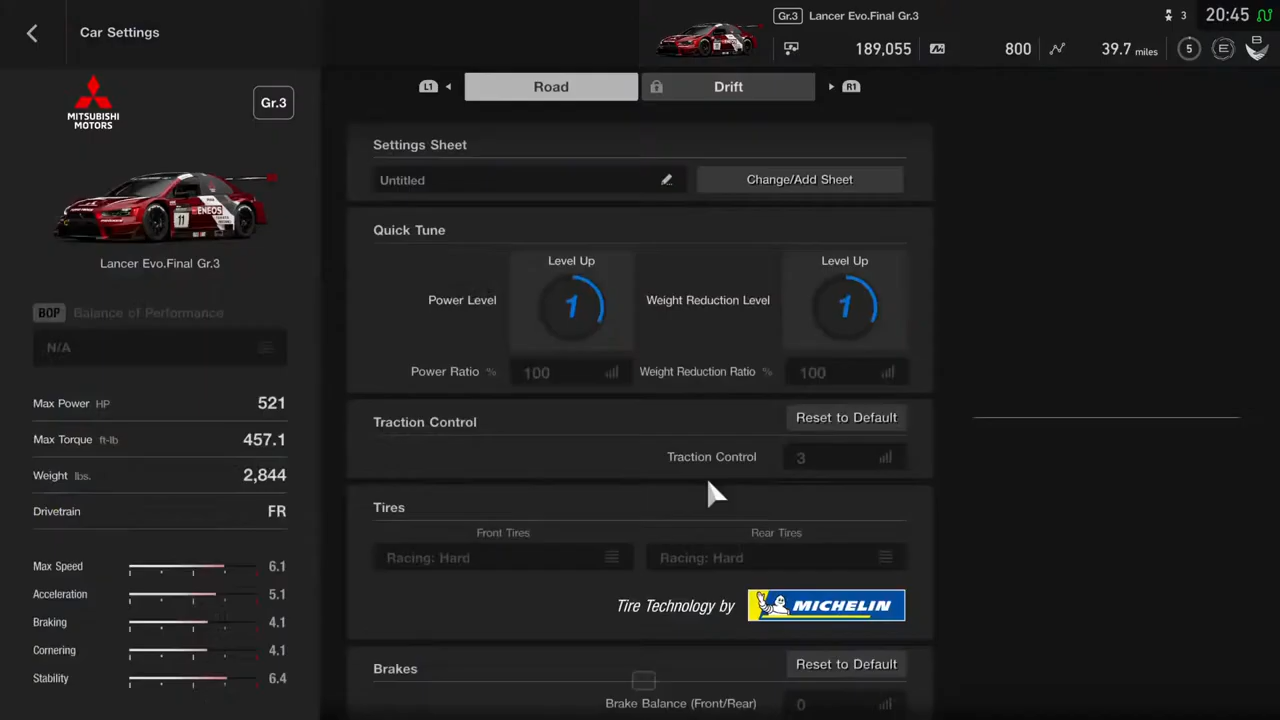 Car Settings
Gr.3 Lancer Evo.Final Gr.3
3 20:45
189,055 800 39.7 miles 5 E B
L1 Road Drift R1
MITSUBISHI
MOTORS
Gr.3
11 ENEOS
Lancer Evo.Final Gr.3
BOP Balance of Performance
N/A
Max Power HP 521
Max Torque ft-lb 457.1
Weight lbs. 2,844
Drivetrain FR
Max Speed 6.1
Acceleration 5.1
Braking 4.1
Cornering 4.1
Stability 6.4
Settings Sheet
Untitled Change/Add Sheet
Quick Tune
Level Up Level Up
Power Level 1 Weight Reduction Level 1
Power Ratio % 100 Weight Reduction Ratio % 100
Traction Control Reset to Default
Traction Control 3
Tires
Front Tires Rear Tires
Racing: Hard Racing: Hard
Tire Technology by MICHELIN
Brakes Reset to Default
Brake Balance (Front/Rear) 0